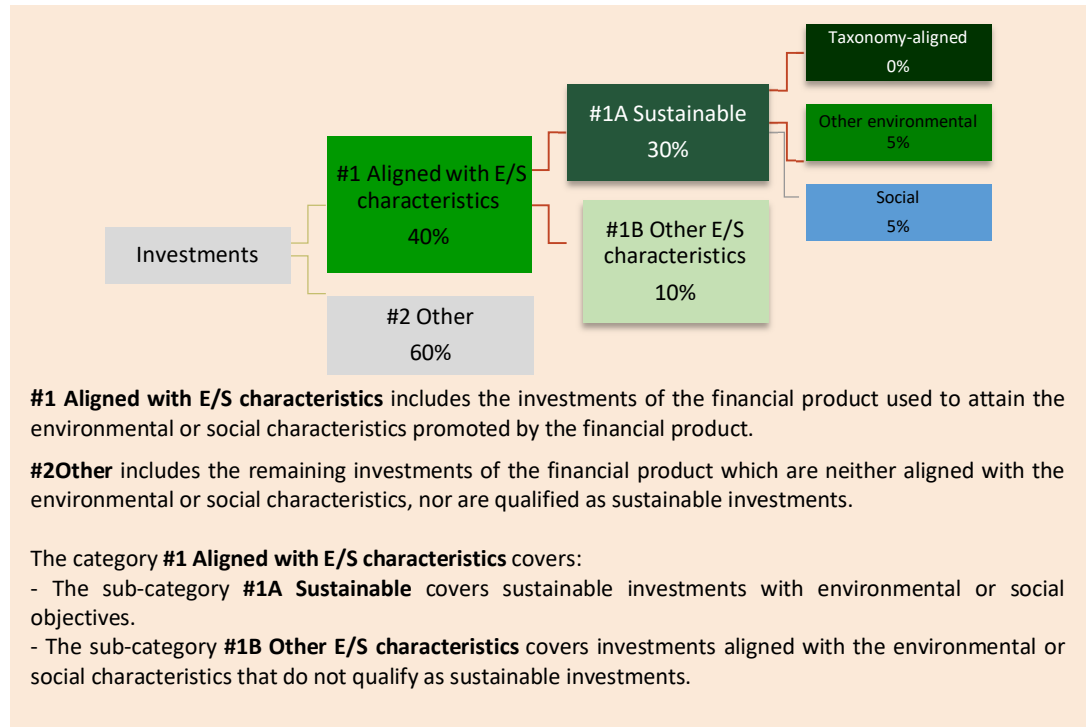 Taxonomy-aligned
0%
#1A Sustainable
30%
Other environmental
5%
#1 Aligned with E/S
characteristics
40%
Social
5%
#1B Other E/S
characteristics
10%
Investments
#2 Other
60%
#1 Aligned with E/S characteristics includes the investments of the financial product used to attain the
environmental or social characteristics promoted by the financial product.
#2Other includes the remaining investments of the financial product which are neither aligned with the
environmental or social characteristics, nor are qualified as sustainable investments.
The category #1 Aligned with E/S characteristics covers:
- The sub-category #1A Sustainable covers sustainable investments with environmental or social
objectives.
- The sub-category #1B Other E/S characteristics covers investments aligned with the environmental or
social characteristics that do not qualify as sustainable investments.